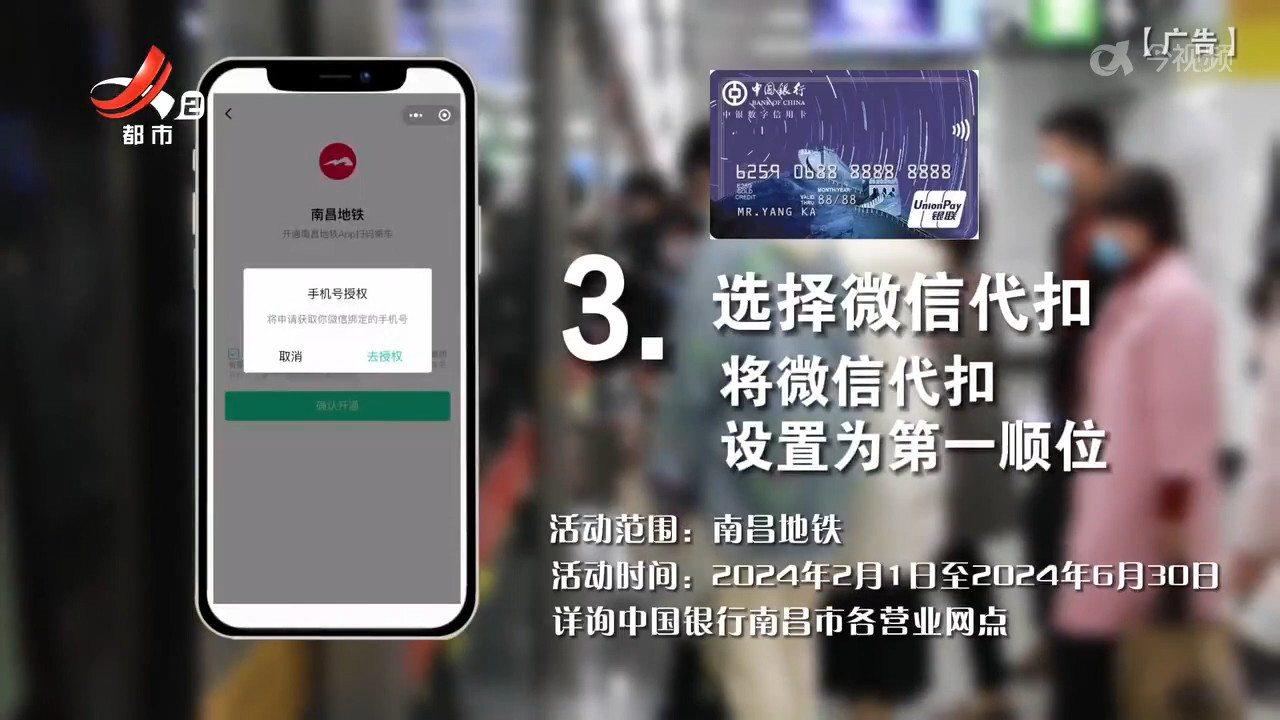 【广告】
今视频
2
都市
南昌地铁
开通南昌地铁App扫码乘车
手机号授权
将申请获取你微信绑定的手机号
取消
去授权
确认开通
中国银行
BANK OF CHINA
中银数字信用卡
6259 0688 8888 8888
MONTH/YEAR
VALID THRU 88/88
CREDIT
MR.YANG KA
UnionPay
银联
3.
选择微信代扣
将微信代扣
设置为第一顺位
活动范围：南昌地铁
活动时间：2024年2月1日至2024年6月30日
详询中国银行南昌市各营业网点